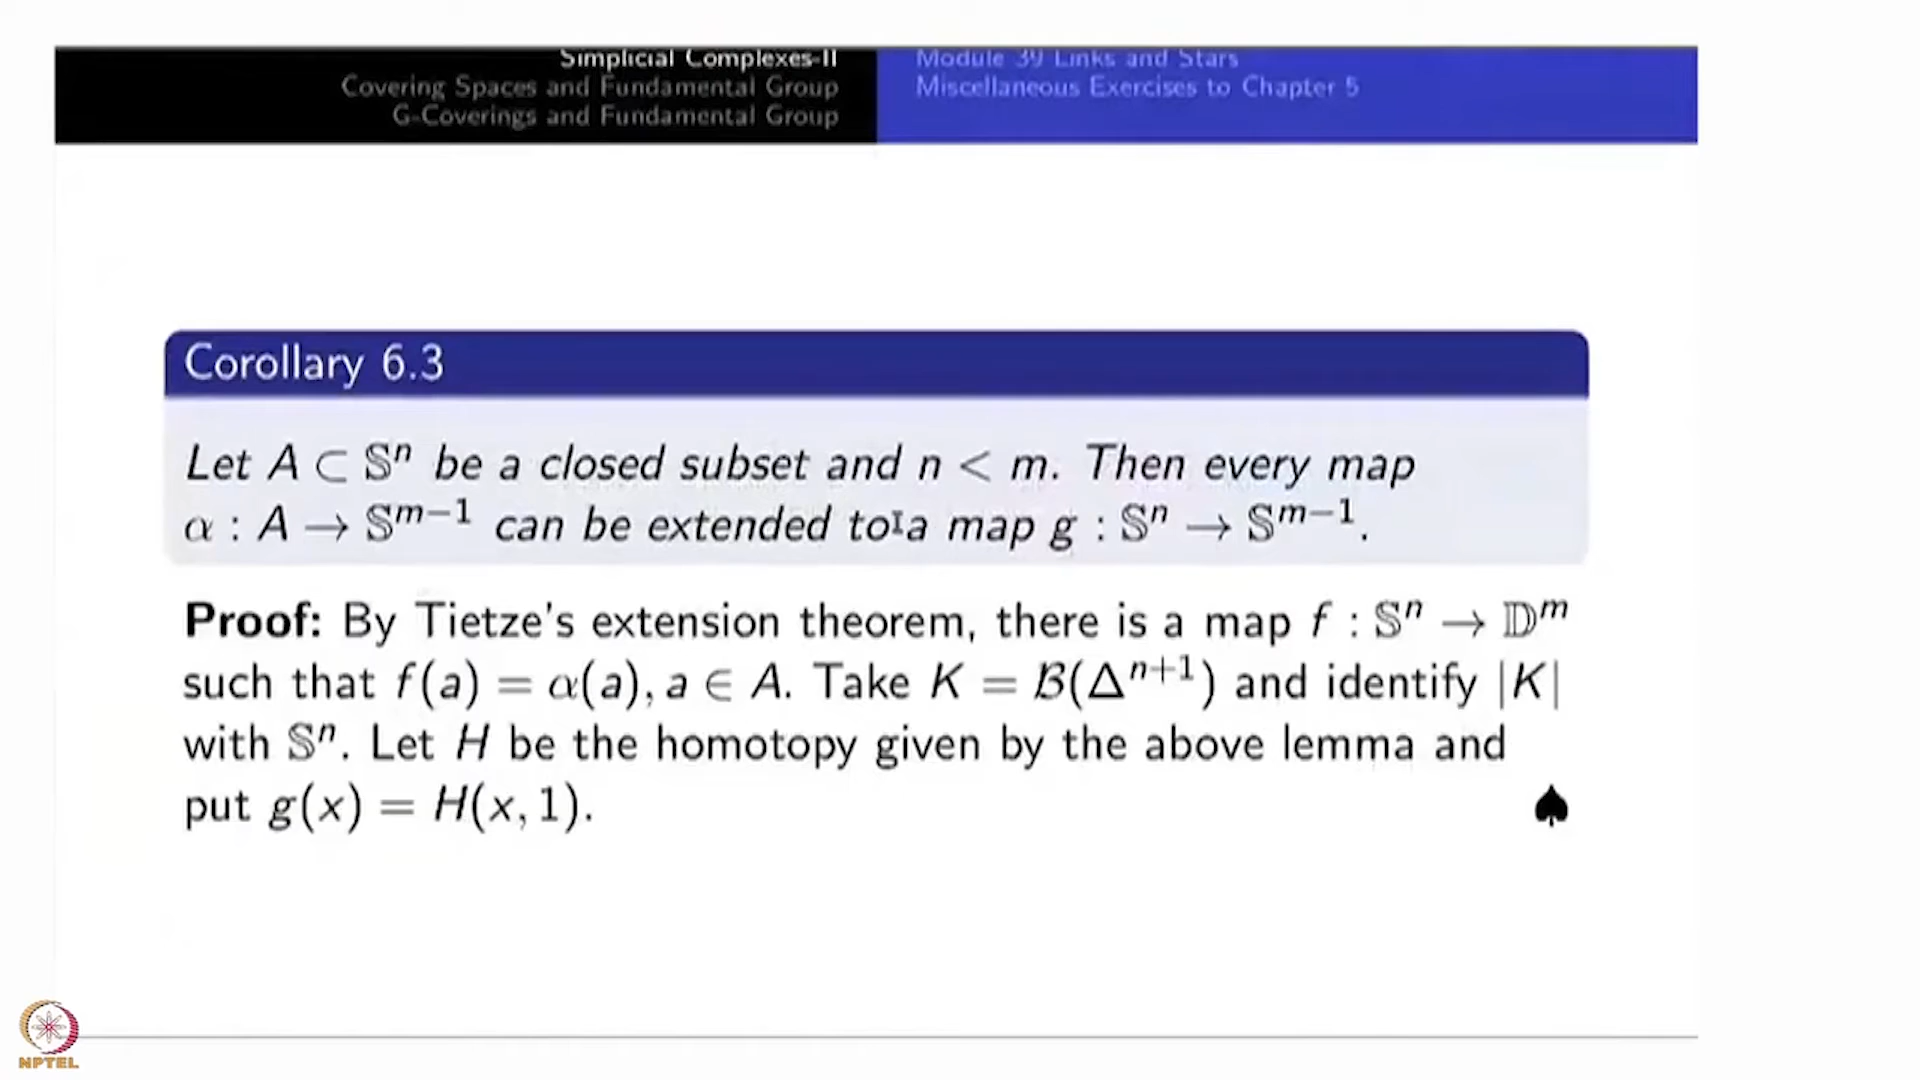 Simplicial Complexes-II
Covering Spaces and Fundamental Group
G-Coverings and Fundamental Group
Module 39 Links and Stars
Miscellaneous Exercises to Chapter 5
Corollary 6.3
Let A ⊂ 𝕊ⁿ be a closed subset and n < m. Then every map
α : A → 𝕊ᵐ⁻¹ can be extended to a map g : 𝕊ⁿ → 𝕊ᵐ⁻¹.
Proof: By Tietze's extension theorem, there is a map f : 𝕊ⁿ → 𝔻ᵐ
such that f(a) = α(a), a ∈ A. Take K = ℬ(Δⁿ⁺¹) and identify |K|
with 𝕊ⁿ. Let H be the homotopy given by the above lemma and
put g(x) = H(x, 1). ♠
NPTEL